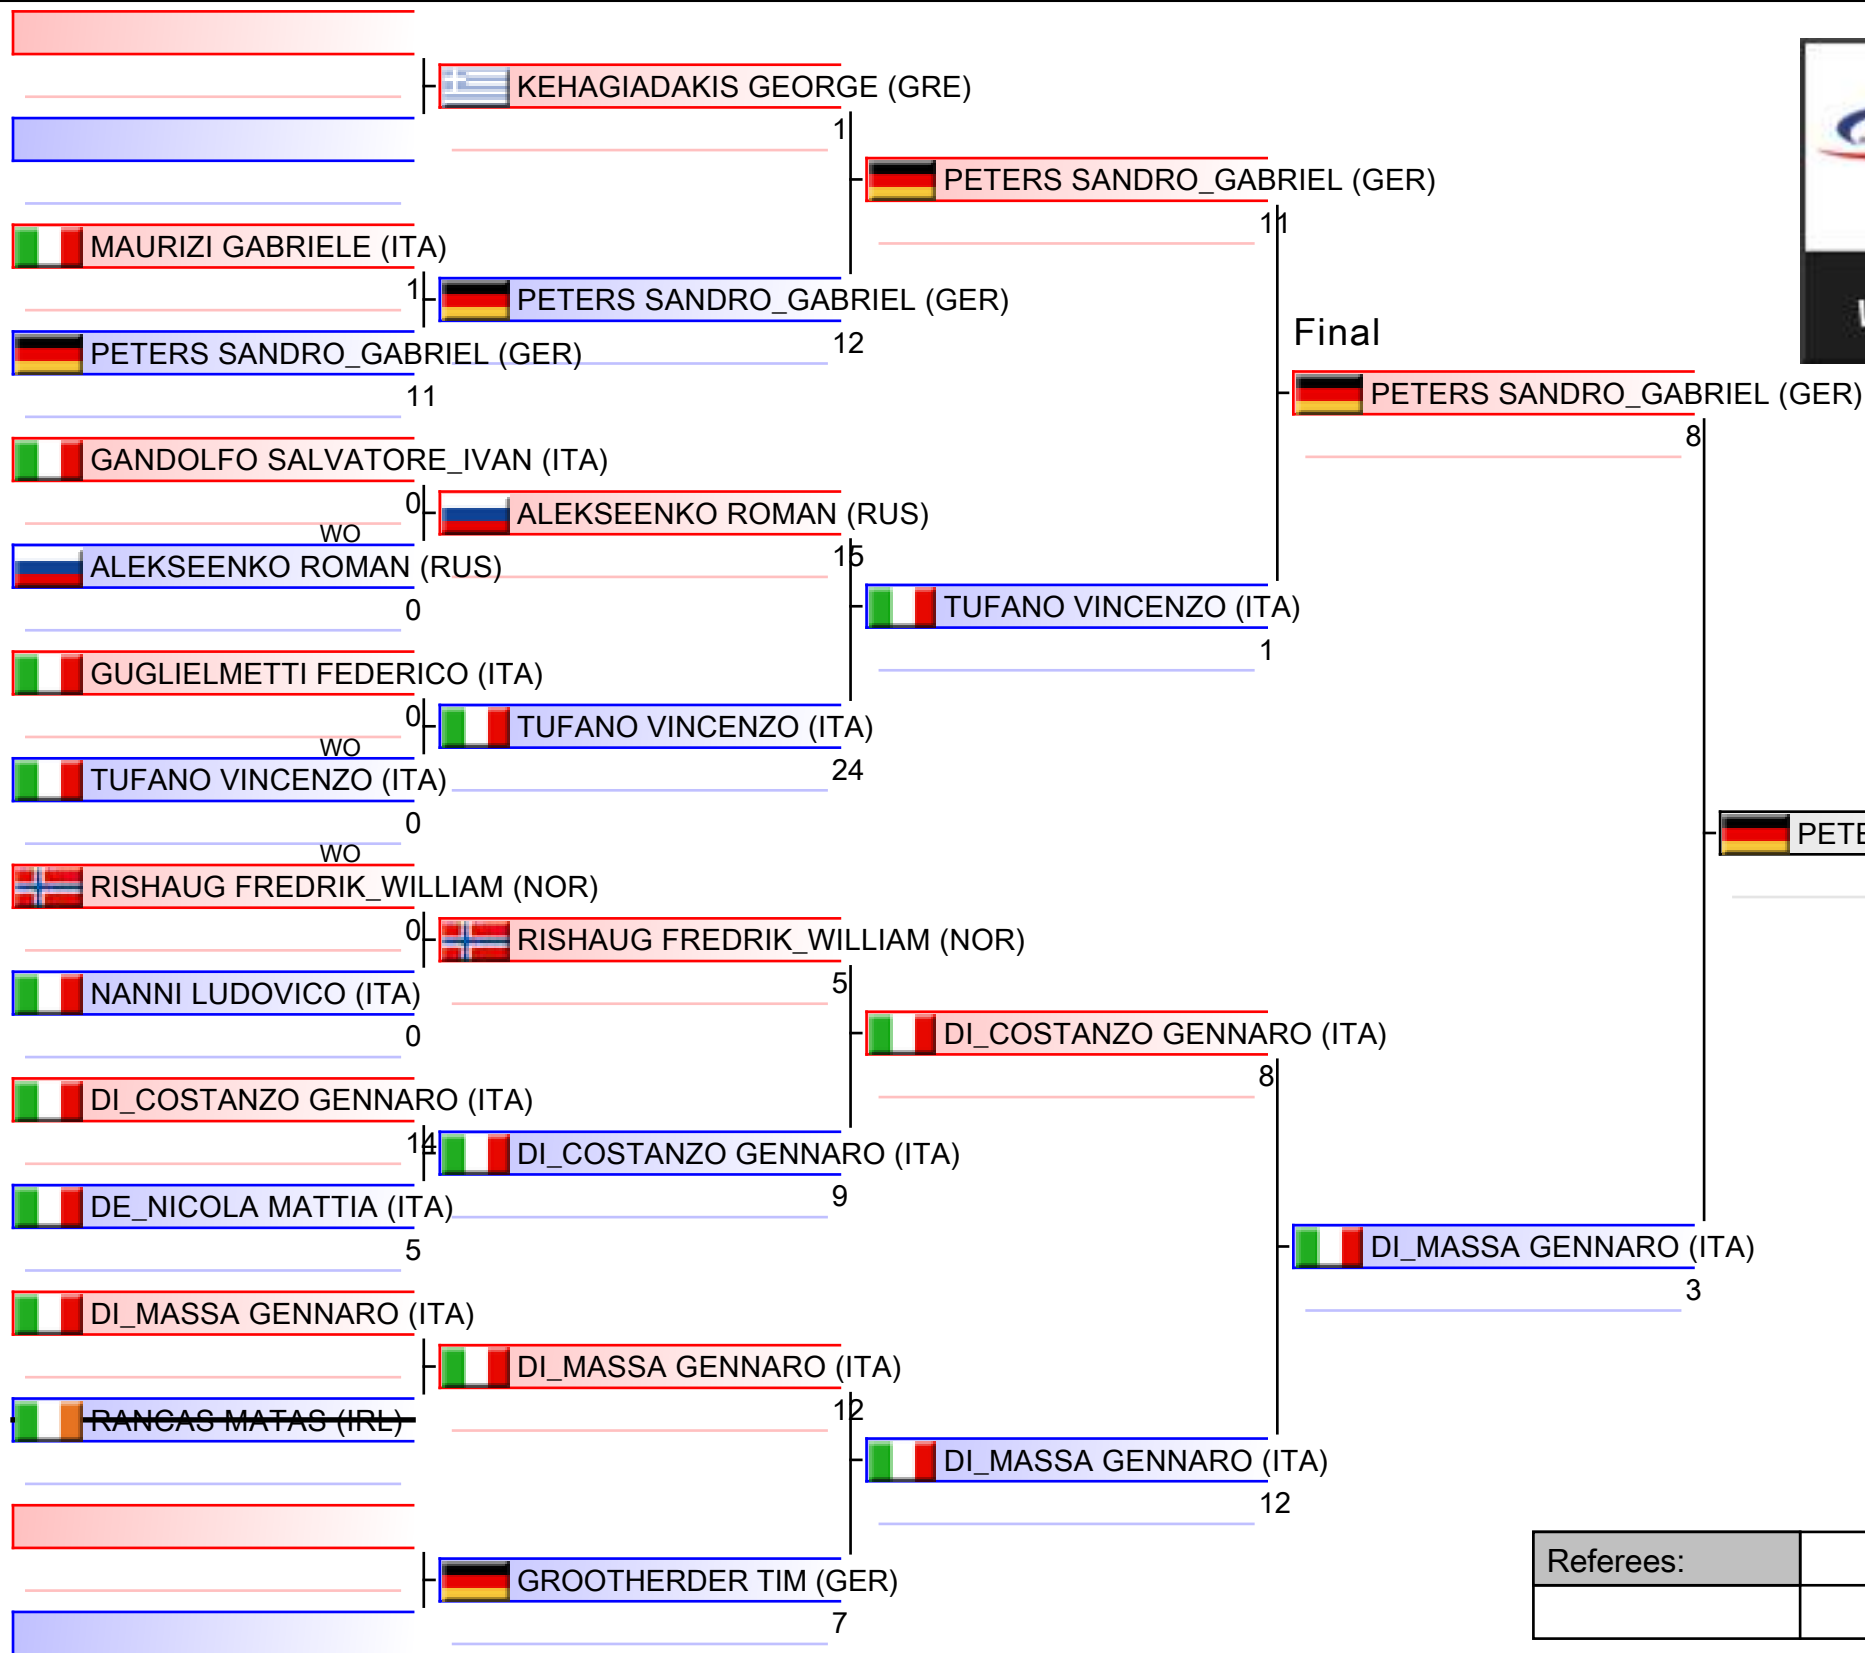 KEHAGIADAKIS GEORGE (GRE)
1
PETERS SANDRO_GABRIEL (GER)
11
MAURIZI GABRIELE (ITA)
1
PETERS SANDRO_GABRIEL (GER)
12
PETERS SANDRO_GABRIEL (GER)
11
Final
PETERS SANDRO_GABRIEL (GER)
8
GANDOLFO SALVATORE_IVAN (ITA)
0
WO
ALEKSEENKO ROMAN (RUS)
15
ALEKSEENKO ROMAN (RUS)
0
TUFANO VINCENZO (ITA)
1
GUGLIELMETTI FEDERICO (ITA)
0
WO
TUFANO VINCENZO (ITA)
24
TUFANO VINCENZO (ITA)
0
WO
RISHAUG FREDRIK_WILLIAM (NOR)
0
RISHAUG FREDRIK_WILLIAM (NOR)
5
NANNI LUDOVICO (ITA)
0
DI_COSTANZO GENNARO (ITA)
8
DI_COSTANZO GENNARO (ITA)
14
DI_COSTANZO GENNARO (ITA)
9
DE_NICOLA MATTIA (ITA)
5
DI_MASSA GENNARO (ITA)
3
DI_MASSA GENNARO (ITA)
DI_MASSA GENNARO (ITA)
12
RANCAS MATAS (IRL)
DI_MASSA GENNARO (ITA)
12
GROOTHERDER TIM (GER)
7
Referees: